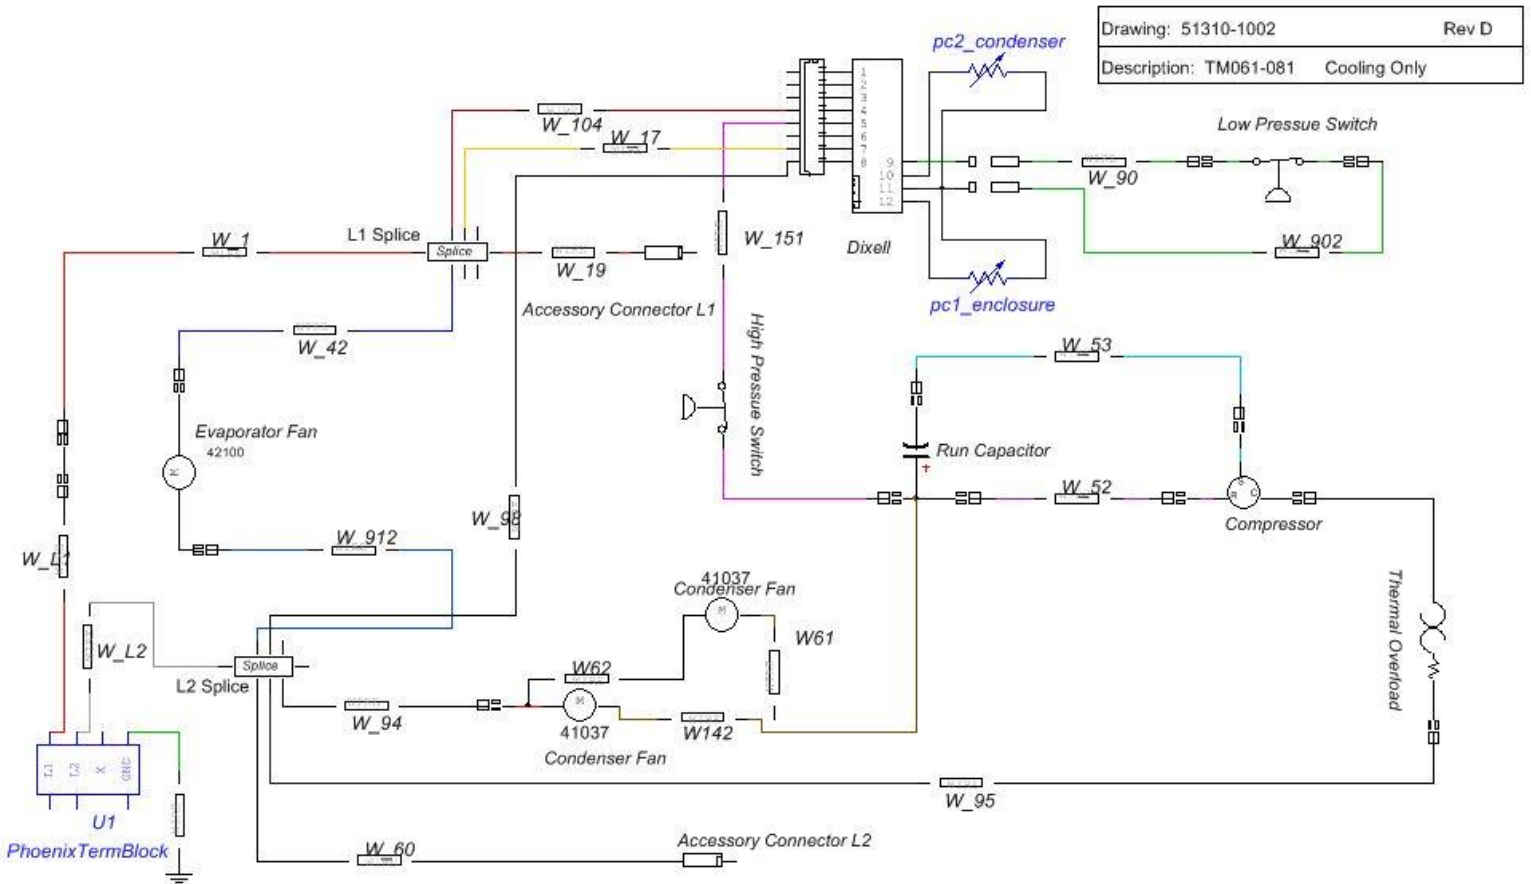 Drawing: 51310-1002 Rev D
Description: TM061-081 Cooling Only
pc2_condenser
Low Pressue Switch
W_104
W_17
1
2
3
4
5
6
7
8
9
10
11
12
W_90
W_902
Dixell
pc1_enclosure
W_1
L1 Splice
Splice
W_19
W_151
Accessory Connector L1
W_42
High Pressue Switch
W_53
Evaporator Fan
42100
Run Capacitor
+
W_52
S
R
C
Compressor
W_98
W_912
W_L1
41037
Condenser Fan
M
W61
Thermal Overload
W_L2
Splice
L2 Splice
W62
M
W_94
41037
W142
Condenser Fan
L1
L2
X
GNC
W_95
U1
PhoenixTermBlock
W_60
Accessory Connector L2